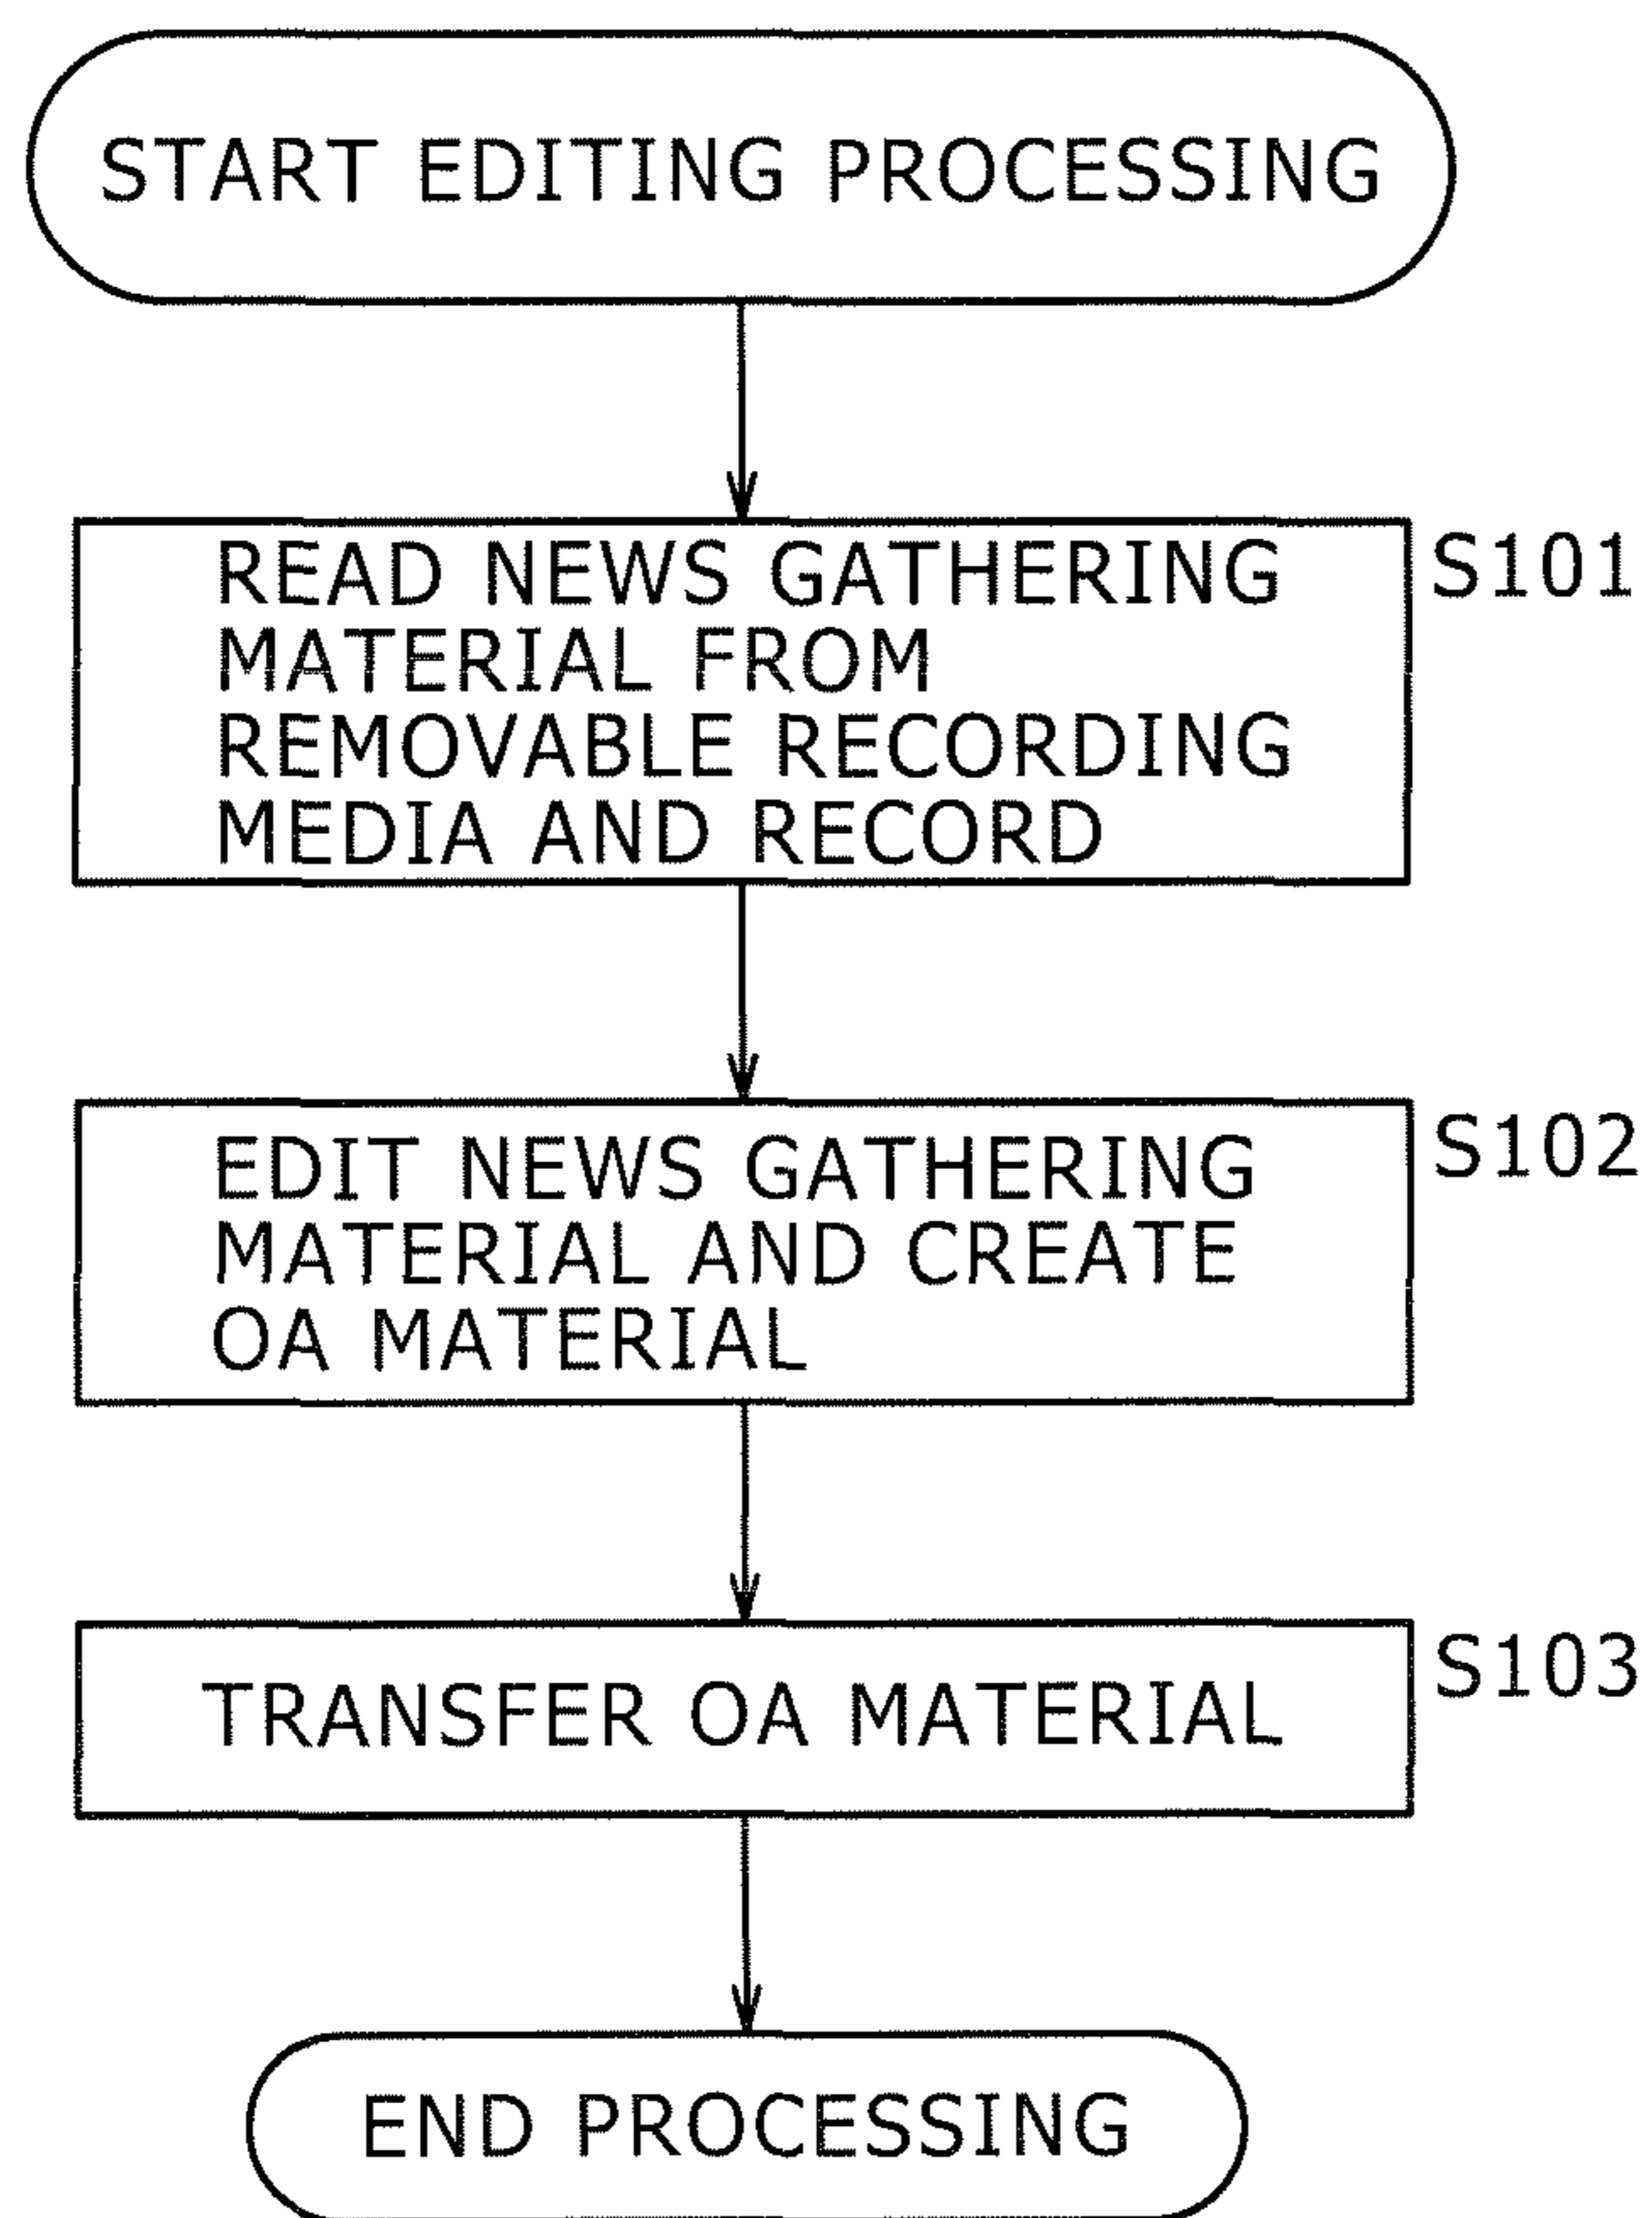 START EDITING PROCESSING
READ NEWS GATHERING
S101
MATERIAL FROM
REMOVABLE RECORDING
MEDIA AND RECORD
EDIT NEWS GATHERING
S102
MATERIAL AND CREATE
OA MATERIAL
TRANSFER OA MATERIAL
S103
END PROCESSING